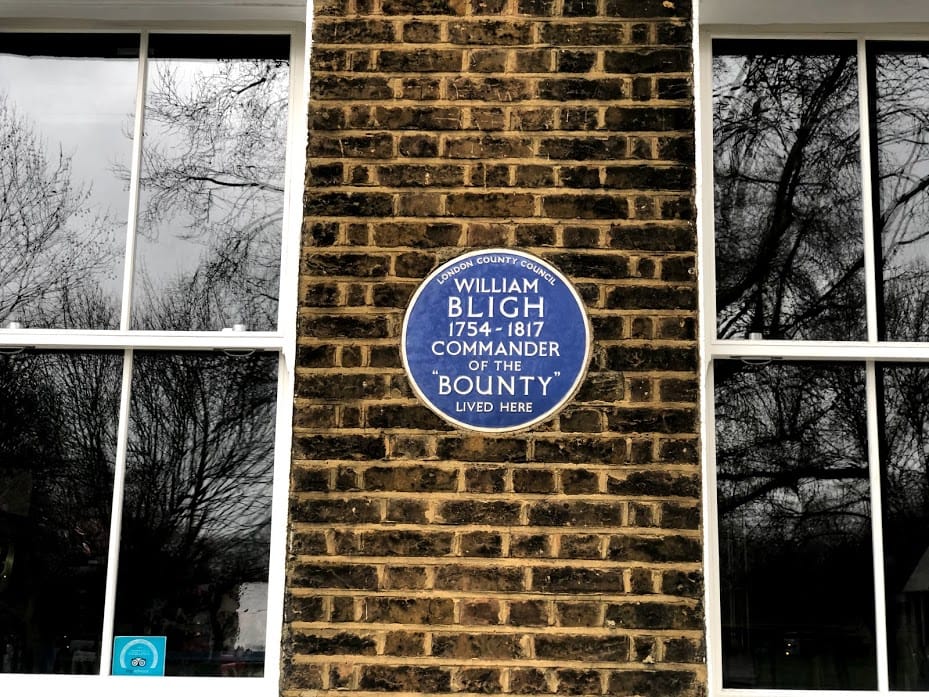 LONDON COUNTY COUNCIL
WILLIAM
BLIGH
1754-1817
COMMANDER
OF THE
"BOUNTY"
LIVED HERE